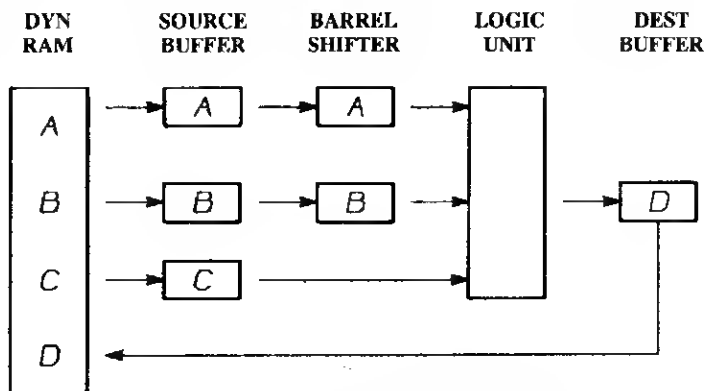 DYN RAM
SOURCE BUFFER
BARREL SHIFTER
LOGIC UNIT
DEST BUFFER
A A A
B B B D
C C
D